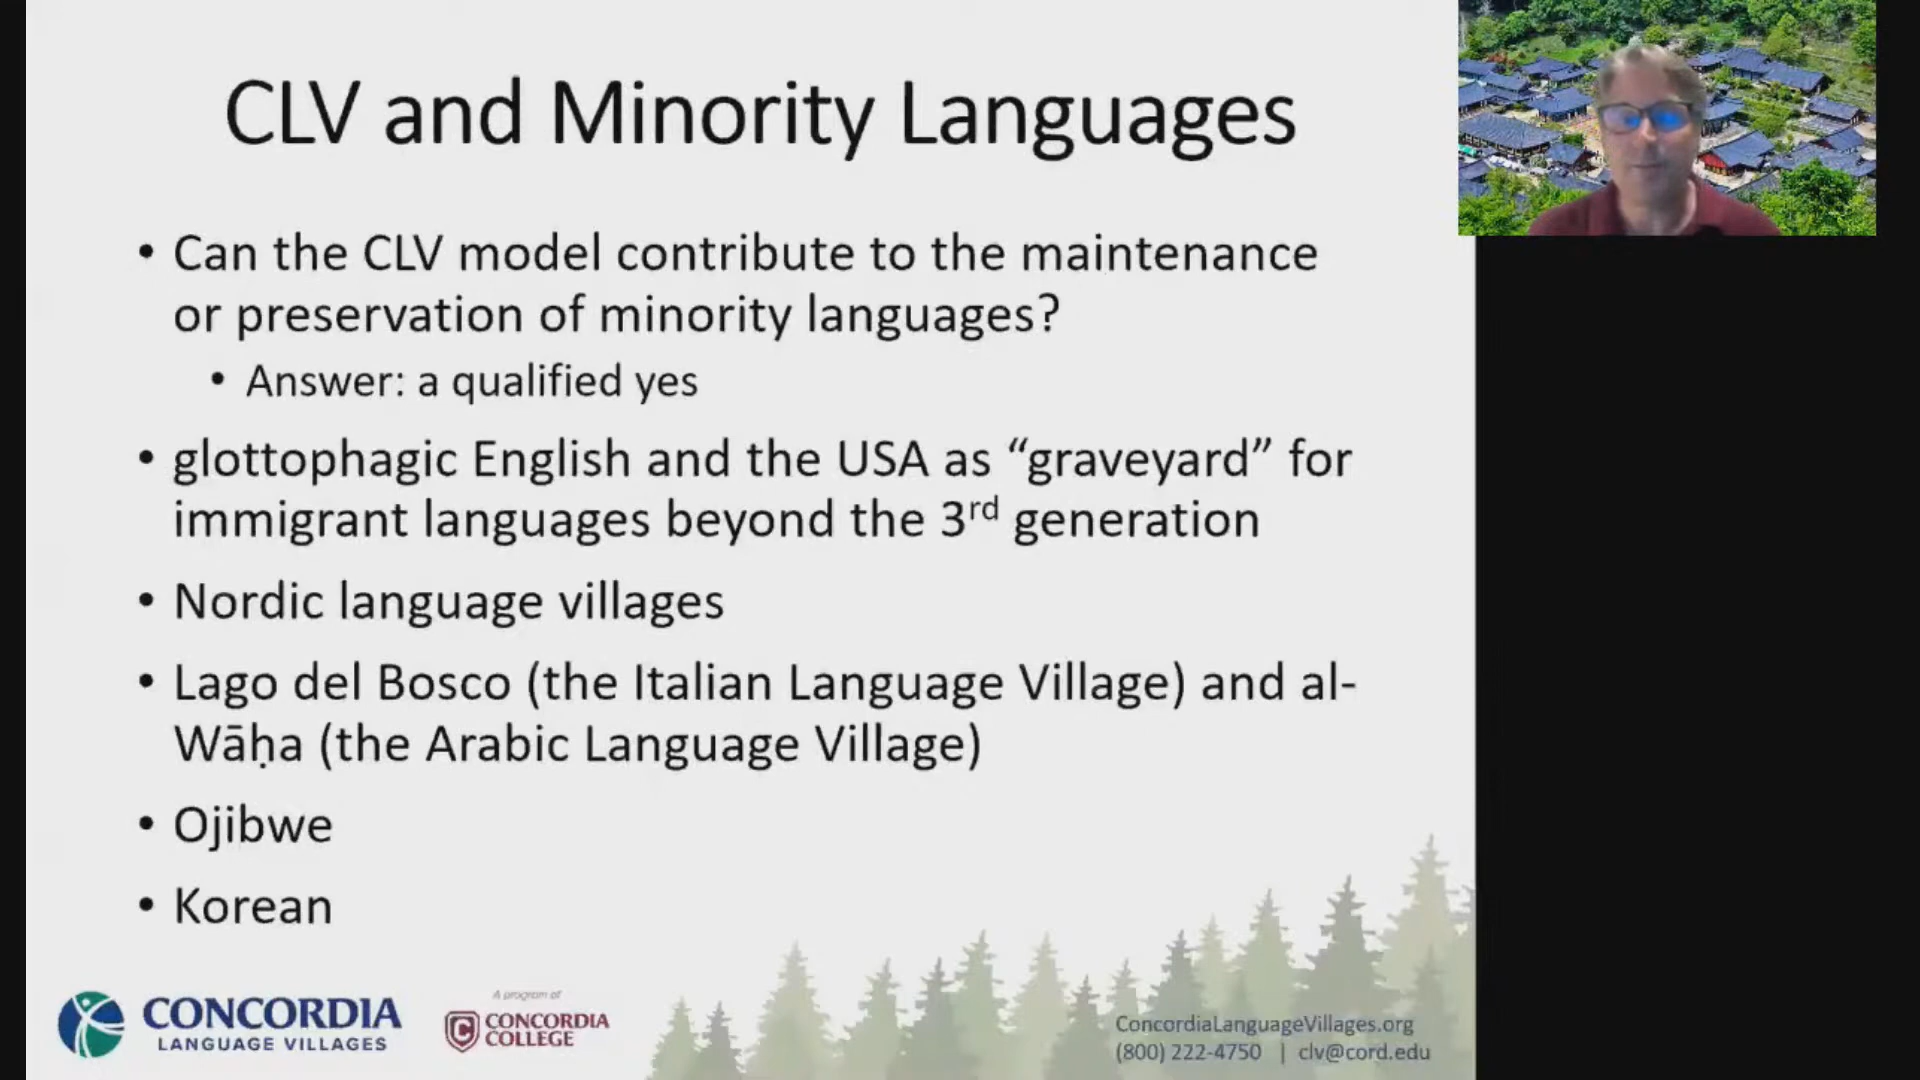 CLV and Minority Languages
• Can the CLV model contribute to the maintenance
or preservation of minority languages?
• Answer: a qualified yes
• glottophagic English and the USA as “graveyard” for
immigrant languages beyond the 3rd generation
• Nordic language villages
• Lago del Bosco (the Italian Language Village) and al-
Wāḥa (the Arabic Language Village)
• Ojibwe
• Korean
CONCORDIA
LANGUAGE VILLAGES
A program of
CONCORDIA
COLLEGE
ConcordiaLanguageVillages.org
(800) 222-4750 | clv@cord.edu